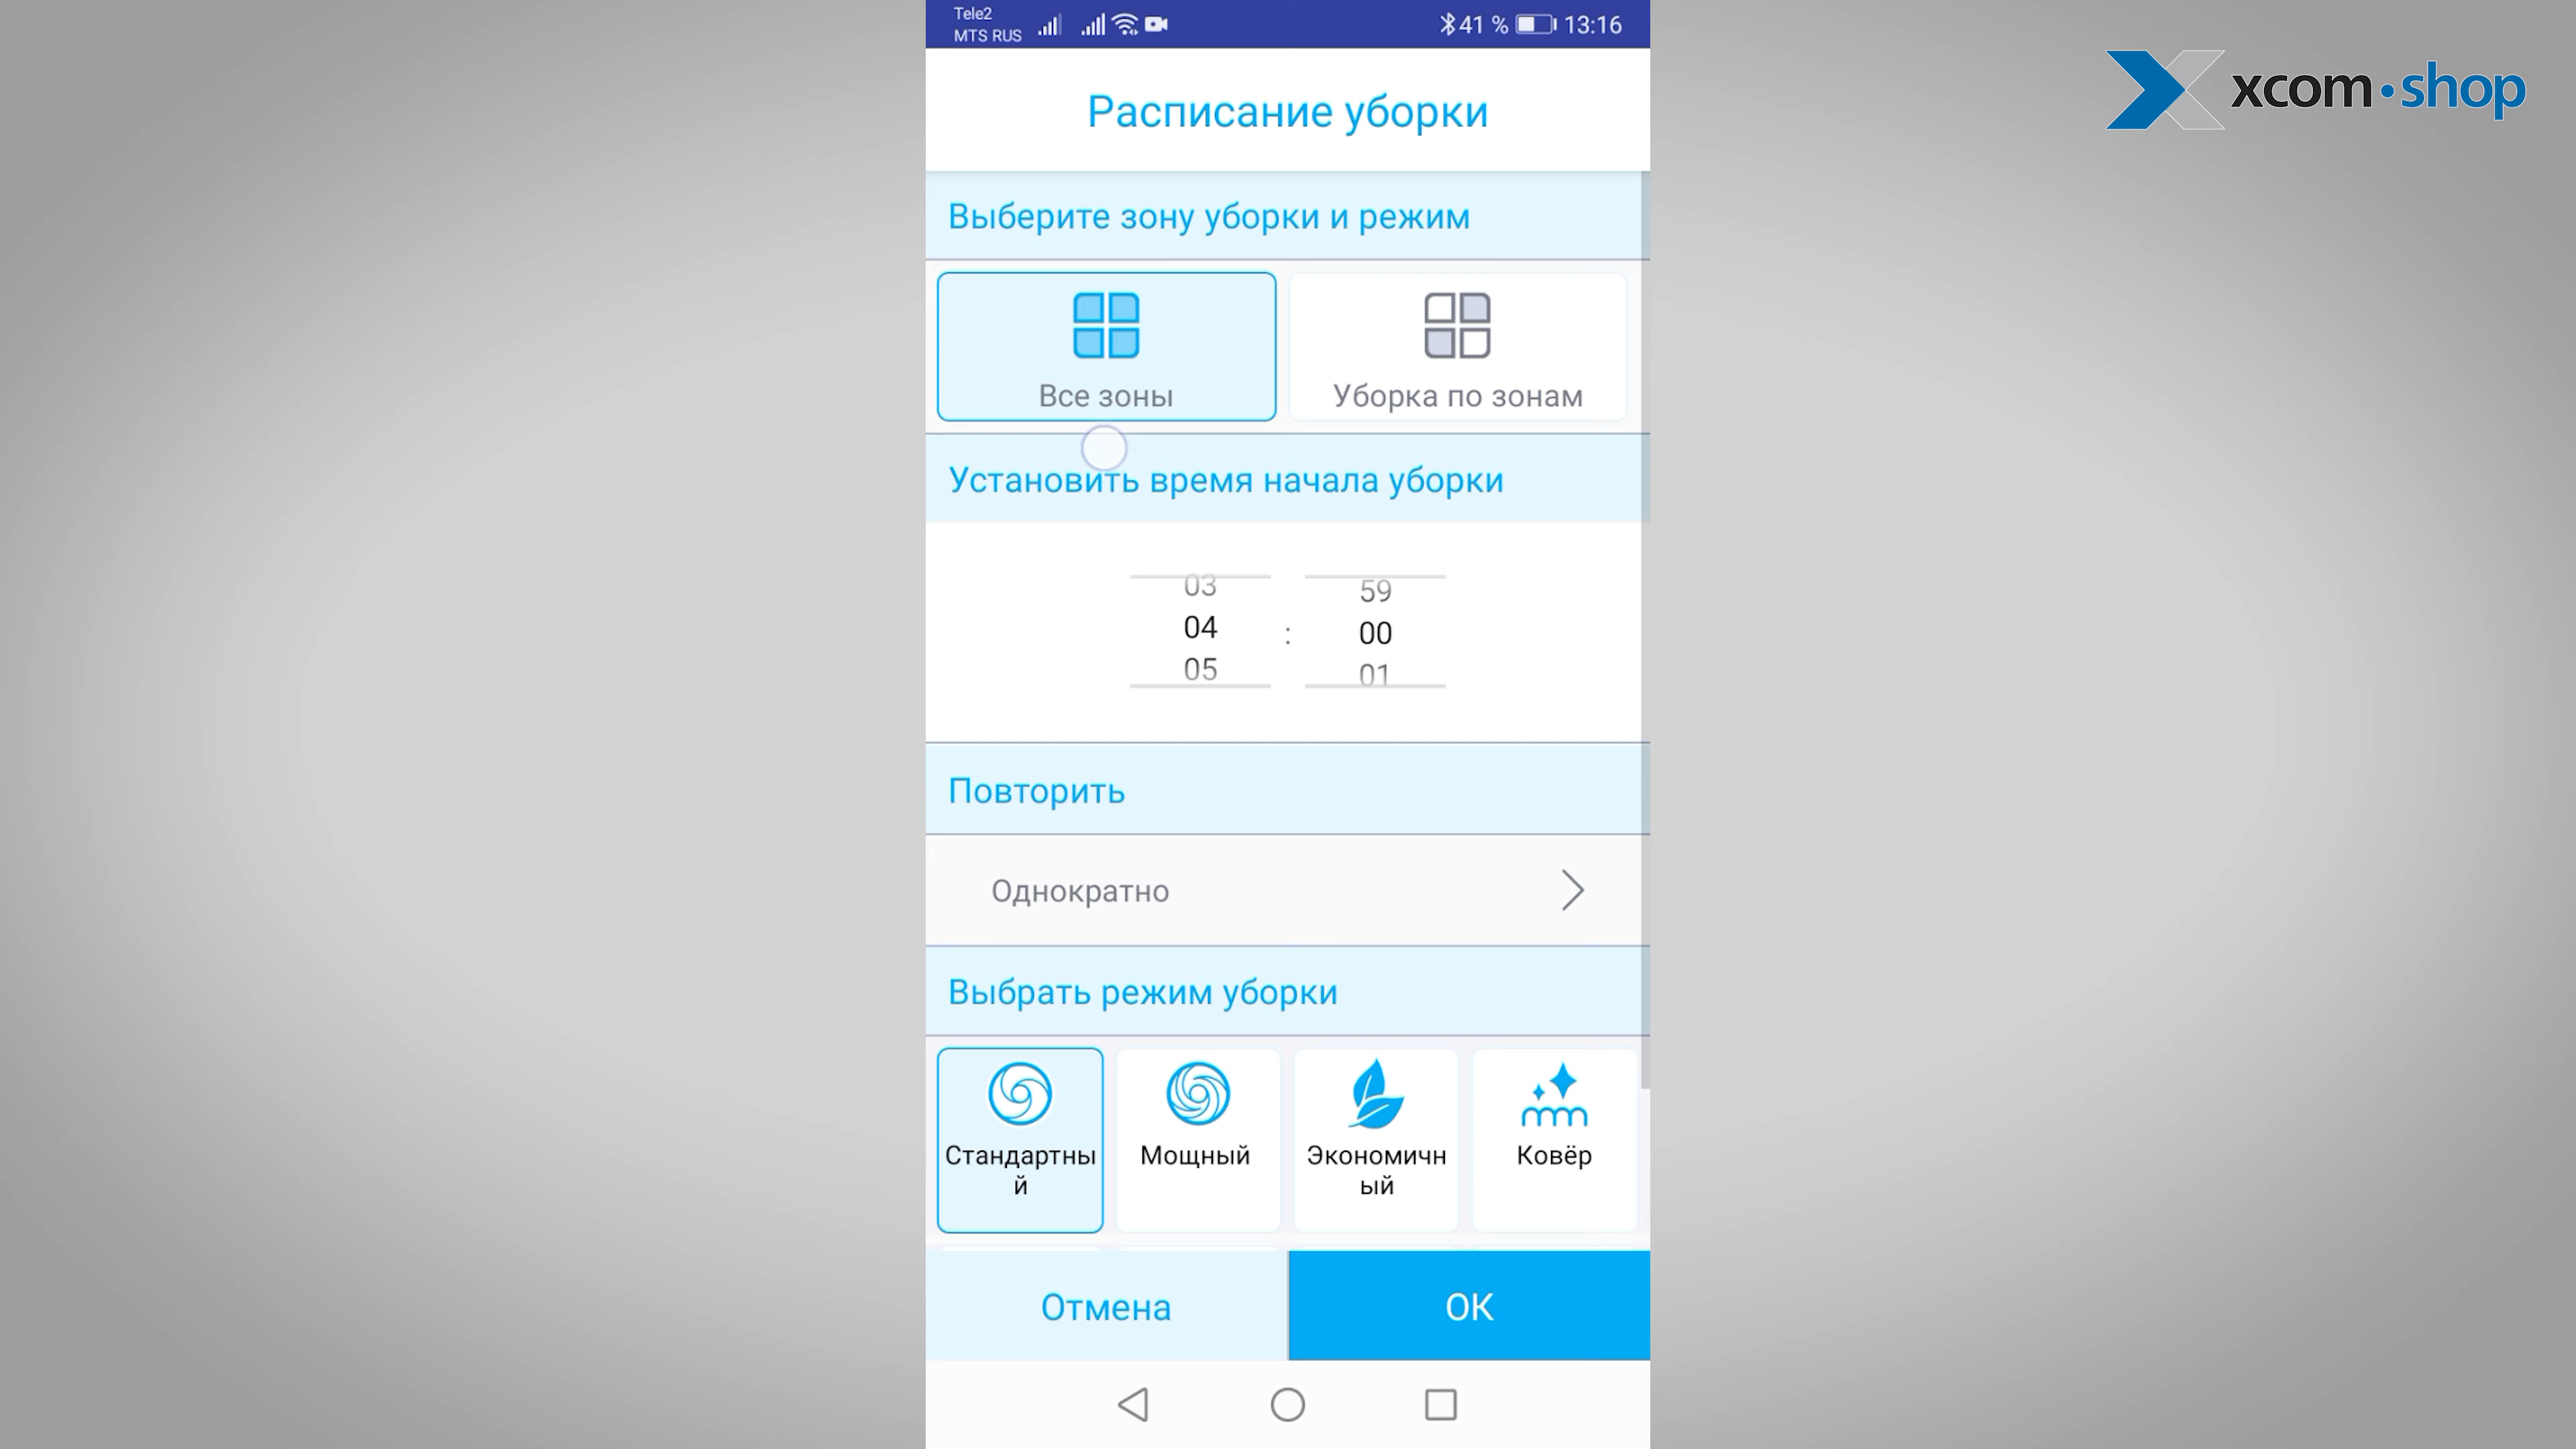 Tele2
MTS RUS
41 % 13:16
xcom·shop
Расписание уборки
Выберите зону уборки и режим
Все зоны
Уборка по зонам
Установить время начала уборки
03 59
04 : 00
05 01
Повторить
Однократно
Выбрать режим уборки
Стандартны
й
Мощный
Экономичн
ый
Ковёр
Отмена
ОК